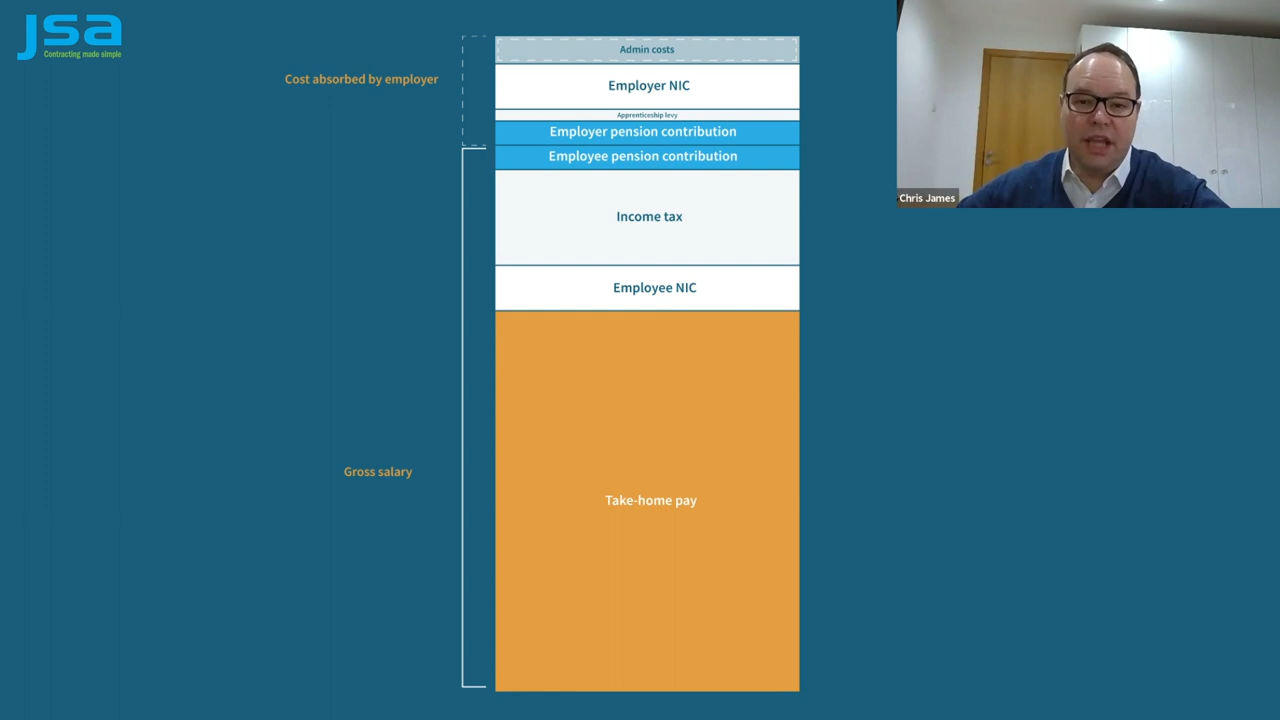 jsa
Contracting made simple
Cost absorbed by employer
Gross salary
Admin costs
Employer NIC
Apprenticeship levy
Employer pension contribution
Employee pension contribution
Income tax
Employee NIC
Take-home pay
Chris James